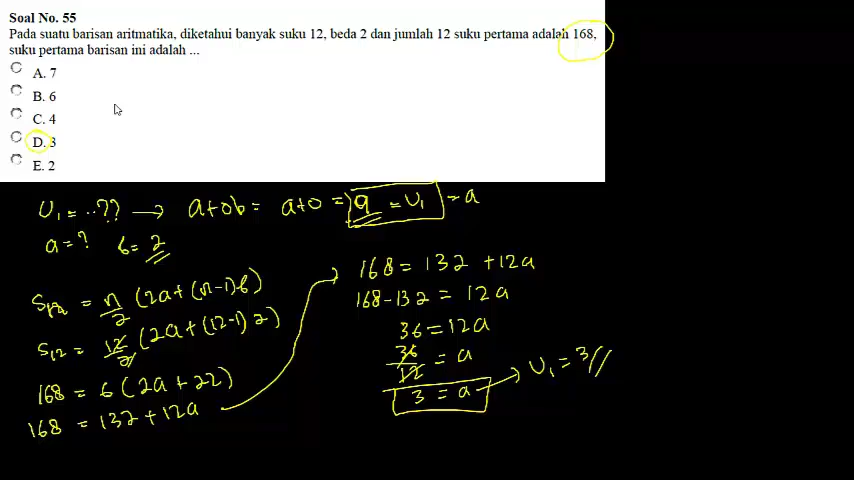 Soal No. 55
Pada suatu barisan aritmatika, diketahui banyak suku 12, beda 2 dan jumlah 12 suku pertama adalah 168,
suku pertama barisan ini adalah ...
A. 7
B. 6
C. 4
D. 3
E. 2
U₁ = ..?? → a+0b = a+0 = a = U₁ = a
a = ? b = 2
S₁₂ = n/2 (2a + (n-1)b)
S₁₂ = 12/2 (2a + (12-1) 2)
168 = 6 (2a + 22)
168 = 132 + 12a
168 = 132 + 12a
168 - 132 = 12a
36 = 12a
36/12 = a
3 = a → U₁ = 3//